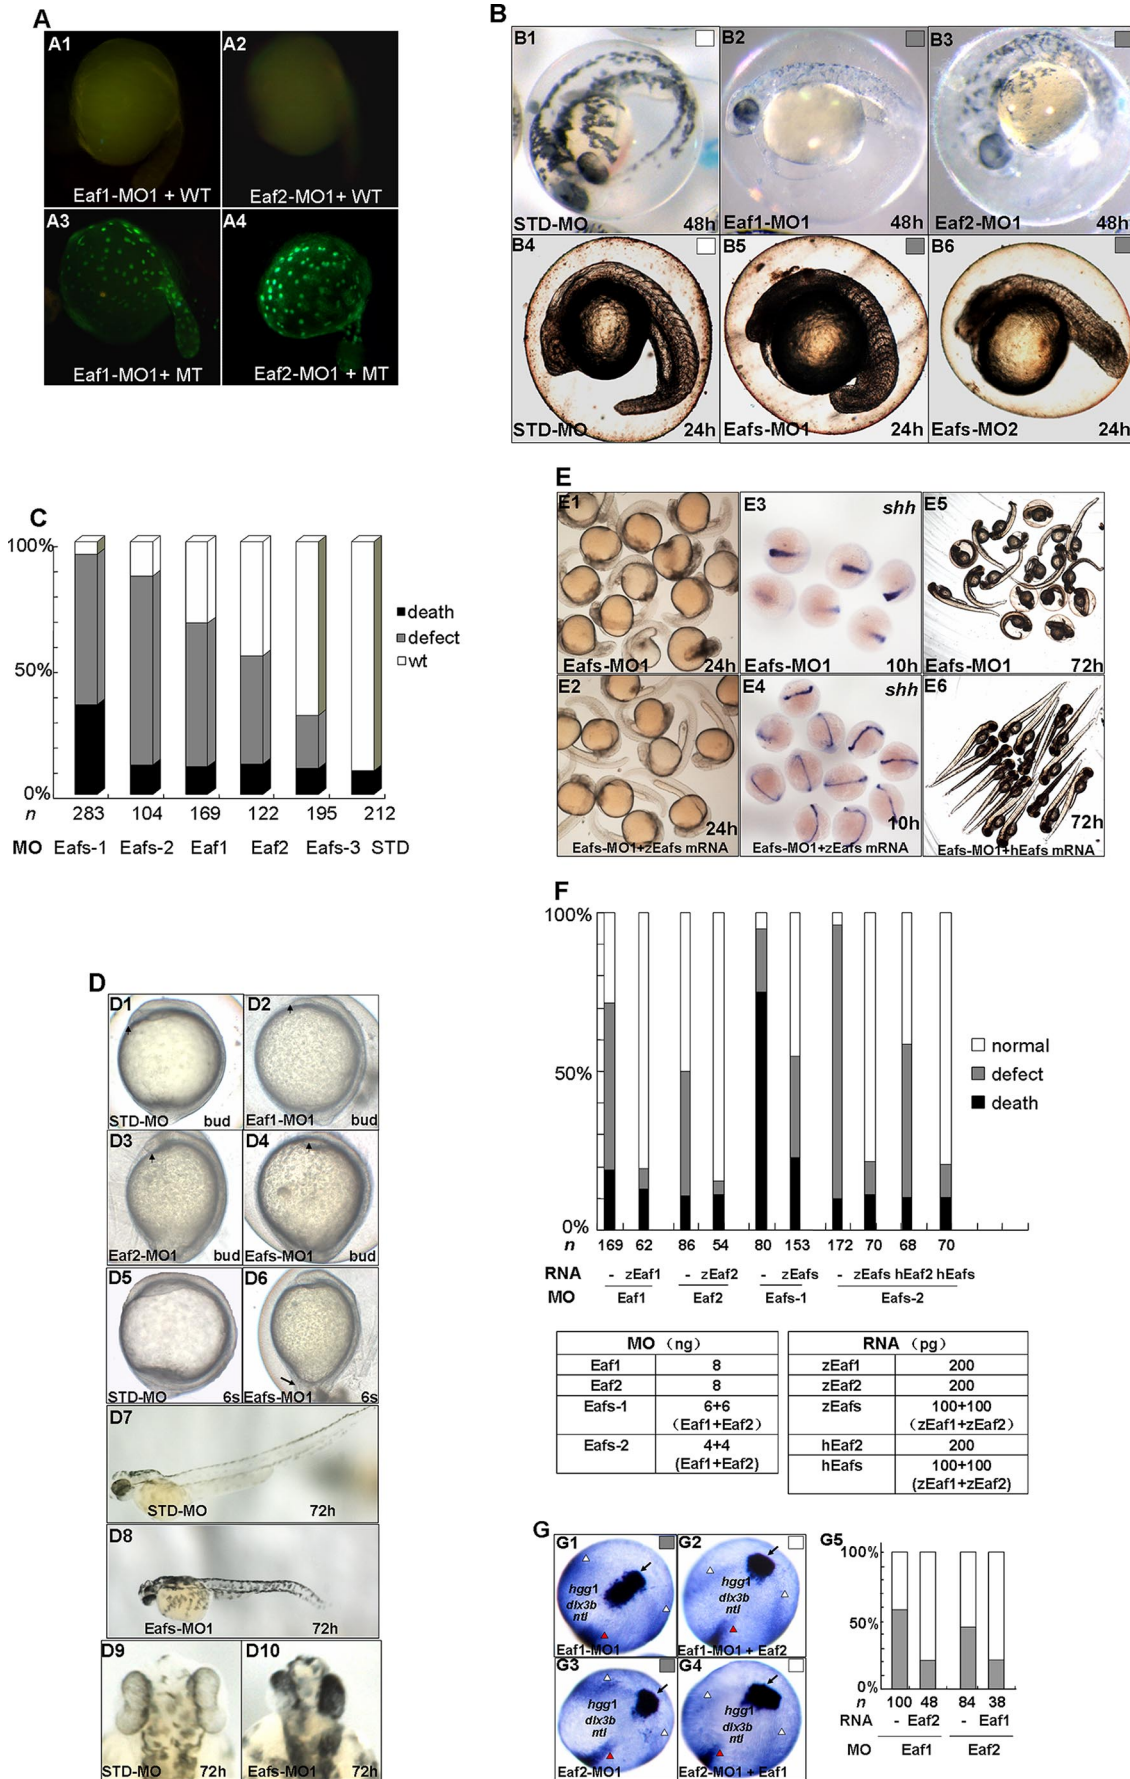 A
A1
Eaf1-MO1 + WT
A2
Eaf2-MO1+ WT
A3
Eaf1-MO1+ MT
A4
Eaf2-MO1 + MT
B
B1
STD-MO 48h
B2
Eaf1-MO1 48h
B3
Eaf2-MO1 48h
B4
STD-MO 24h
B5
Eafs-MO1 24h
B6
Eafs-MO2 24h
C
100%
50%
0%
death
defect
wt
n 283 104 169 122 195 212
MO Eafs-1 Eafs-2 Eaf1 Eaf2 Eafs-3 STD
E
E1
Eafs-MO1 24h
E3 shh
Eafs-MO1 10h
E5
Eafs-MO1 72h
E2
24h
Eafs-MO1+zEafs mRNA
E4 shh
10h
Eafs-MO1+zEafs mRNA
E6
72h
Eafs-MO1+hEafs mRNA
D
D1
STD-MO bud
D2
Eaf1-MO1 bud
D3
Eaf2-MO1 bud
D4
Eafs-MO1 bud
D5
STD-MO 6s
D6
Eafs-MO1 6s
D7
STD-MO 72h
D8
Eafs-MO1 72h
D9
STD-MO 72h
D10
Eafs-MO1 72h
F
100%
50%
0%
normal
defect
death
n 169 62 86 54 80 153 172 70 68 70
RNA - zEaf1 - zEaf2 - zEafs - zEafs hEaf2 hEafs
MO Eaf1 Eaf2 Eafs-1 Eafs-2
MO （ng）
Eaf1 8
Eaf2 8
Eafs-1 6+6
（Eaf1+Eaf2）
Eafs-2 4+4
(Eaf1+Eaf2)
RNA （pg）
zEaf1 200
zEaf2 200
zEafs 100+100
（zEaf1+zEaf2）
hEaf2 200
hEafs 100+100
(zEaf1+zEaf2)
G
G1
hgg1
dlx3b
ntl
Eaf1-MO1
G2
hgg1
dlx3b
ntl
Eaf1-MO1 + Eaf2
G3
hgg1
dlx3b
ntl
Eaf2-MO1
G4
hgg1
dlx3b
ntl
Eaf2-MO1 + Eaf1
G5
100%
50%
0%
n 100 48 84 38
RNA - Eaf2 - Eaf1
MO Eaf1 Eaf2